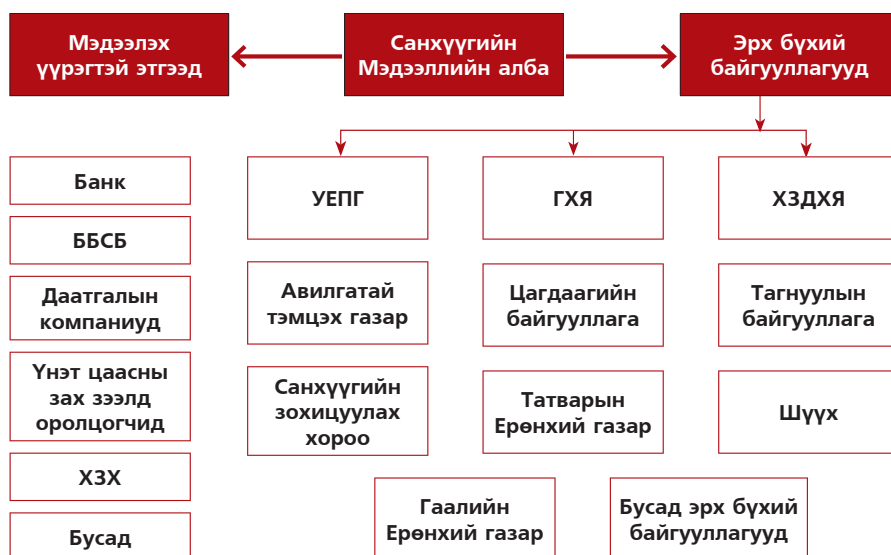 Мэдээлэх
үүрэгтэй этгээд
Санхүүгийн
Мэдээллийн алба
Эрх бүхий
байгууллагууд
Банк
ББСБ
Даатгалын
компаниуд
Үнэт цаасны
зах зээлд
оролцогчид
ХЗХ
Бусад
УЕПГ
ГХЯ
ХЗДХЯ
Авилгатай
тэмцэх газар
Цагдаагийн
байгууллага
Тагнуулын
байгууллага
Санхүүгийн
зохицуулах
хороо
Татварын
Ерөнхий газар
Шүүх
Гаалийн
Ерөнхий газар
Бусад эрх бүхий
байгууллагууд